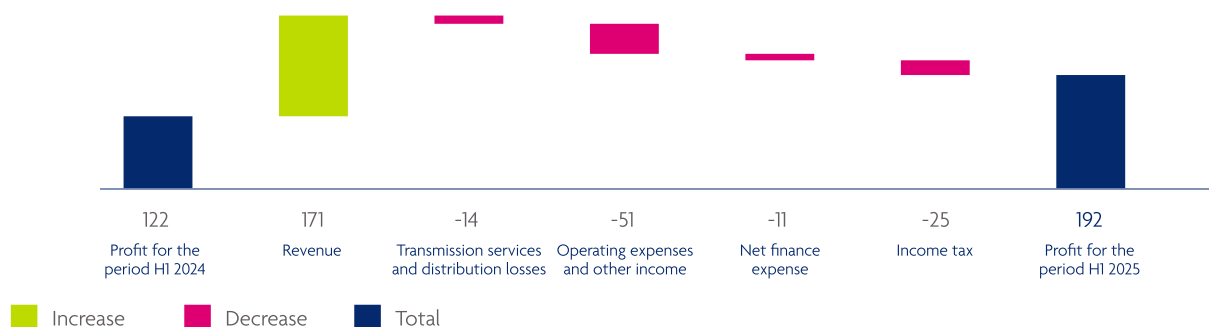 122 171 -14 -51 -11 -25 192
Profit for the Revenue Transmission services Operating expenses Net finance Income tax Profit for the
period H1 2024 and distribution losses and other income expense period H1 2025
Increase Decrease Total